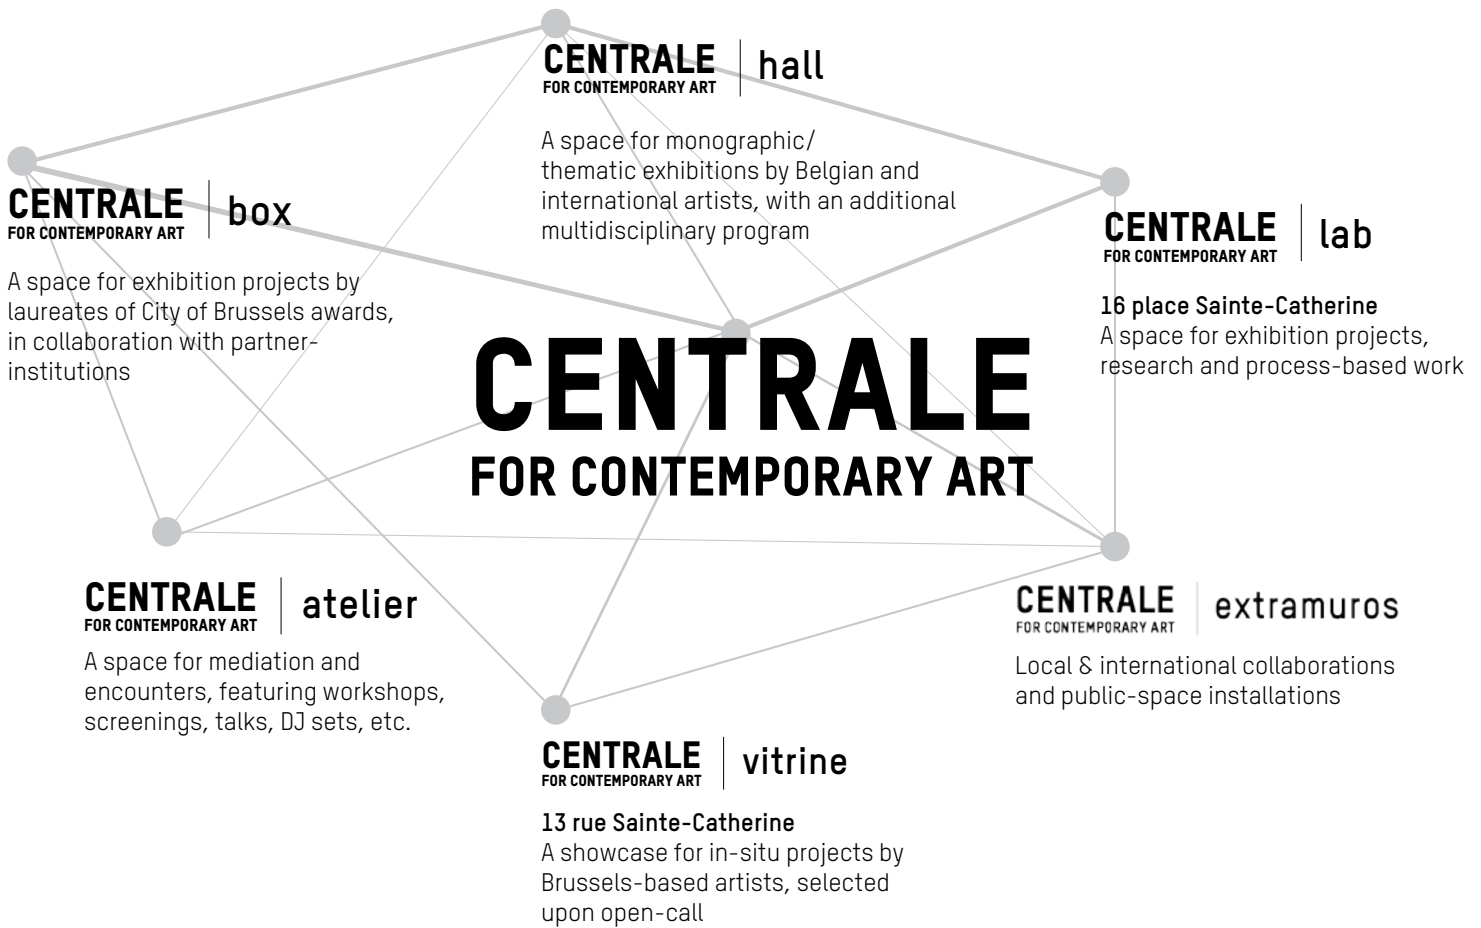 CENTRALE | hall
FOR CONTEMPORARY ART
A space for monographic/
thematic exhibitions by Belgian and
international artists, with an additional
multidisciplinary program
CENTRALE | box
FOR CONTEMPORARY ART
A space for exhibition projects by
laureates of City of Brussels awards,
in collaboration with partner-
institutions
CENTRALE | lab
FOR CONTEMPORARY ART
16 place Sainte-Catherine
A space for exhibition projects,
research and process-based work
CENTRALE
FOR CONTEMPORARY ART
CENTRALE | atelier
FOR CONTEMPORARY ART
A space for mediation and
encounters, featuring workshops,
screenings, talks, DJ sets, etc.
CENTRALE | extramuros
FOR CONTEMPORARY ART
Local & international collaborations
and public-space installations
CENTRALE | vitrine
FOR CONTEMPORARY ART
13 rue Sainte-Catherine
A showcase for in-situ projects by
Brussels-based artists, selected
upon open-call